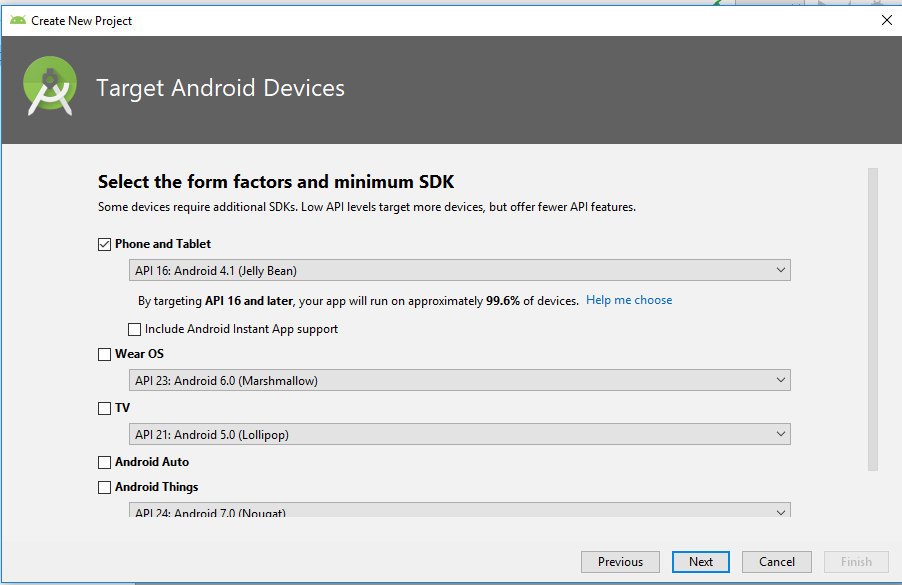 Create New Project
Target Android Devices
Select the form factors and minimum SDK
Some devices require additional SDKs. Low API levels target more devices, but offer fewer API features.
Phone and Tablet
API 16: Android 4.1 (Jelly Bean)
By targeting API 16 and later, your app will run on approximately 99.6% of devices. Help me choose
Include Android Instant App support
Wear OS
API 23: Android 6.0 (Marshmallow)
TV
API 21: Android 5.0 (Lollipop)
Android Auto
Android Things
API 24: Android 7.0 (Nougat)
Previous Next Cancel Finish